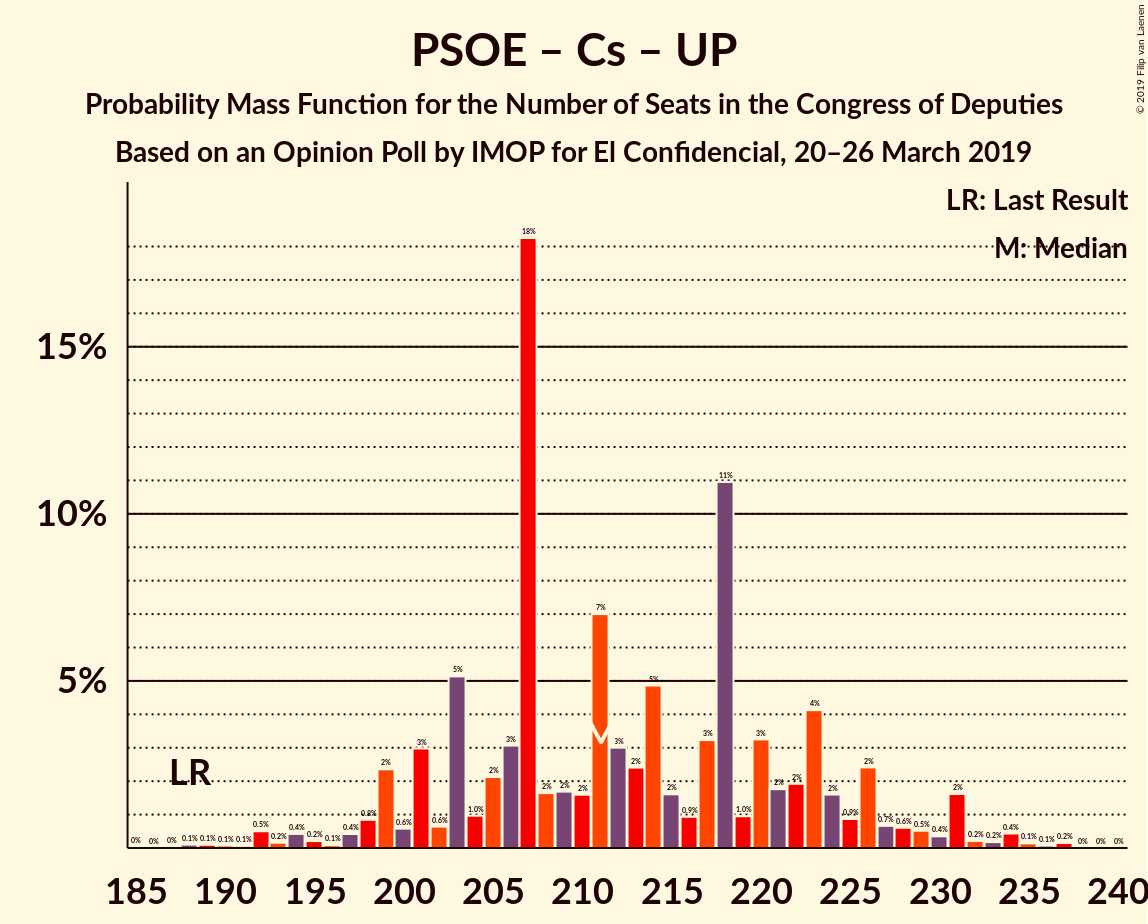 PSOE – Cs – UP
Probability Mass Function for the Number of Seats in the Congress of Deputies
Based on an Opinion Poll by IMOP for El Confidencial, 20–26 March 2019
© 2019 Filip van Laenen
LR: Last Result
M: Median
15%
10%
5%
LR
0% 0% 0% 0.1% 0.1% 0.1% 0.1% 0.5% 0.2% 0.4% 0.2% 0.1% 0.4% 0.8% 2% 0.6% 3% 0.6% 5% 1.0% 2% 3% 18% 2% 2% 2% 7% 3% 2% 5% 2% 0.9% 3% 11% 1.0% 3% 2% 2% 4% 2% 0.9% 2% 0.7% 0.6% 0.5% 0.4% 2% 0.2% 0.2% 0.4% 0.1% 0.1% 0.2% 0% 0% 0%
185 190 195 200 205 210 215 220 225 230 235 240